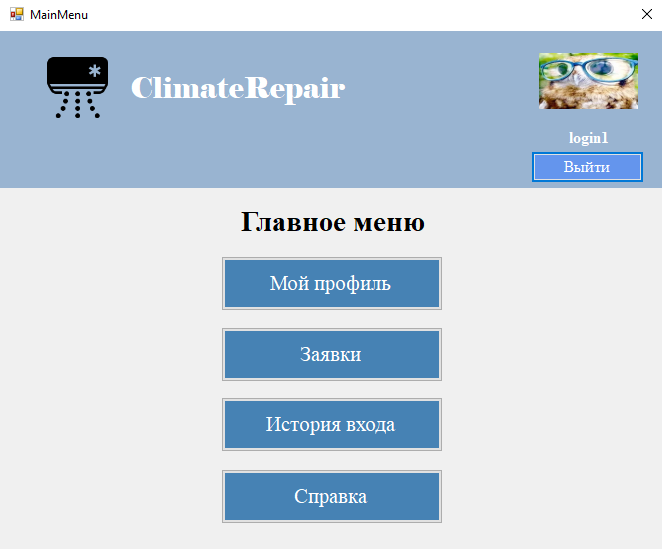 MainMenu
ClimateRepair
login1
Выйти
Главное меню
Мой профиль
Заявки
История входа
Справка